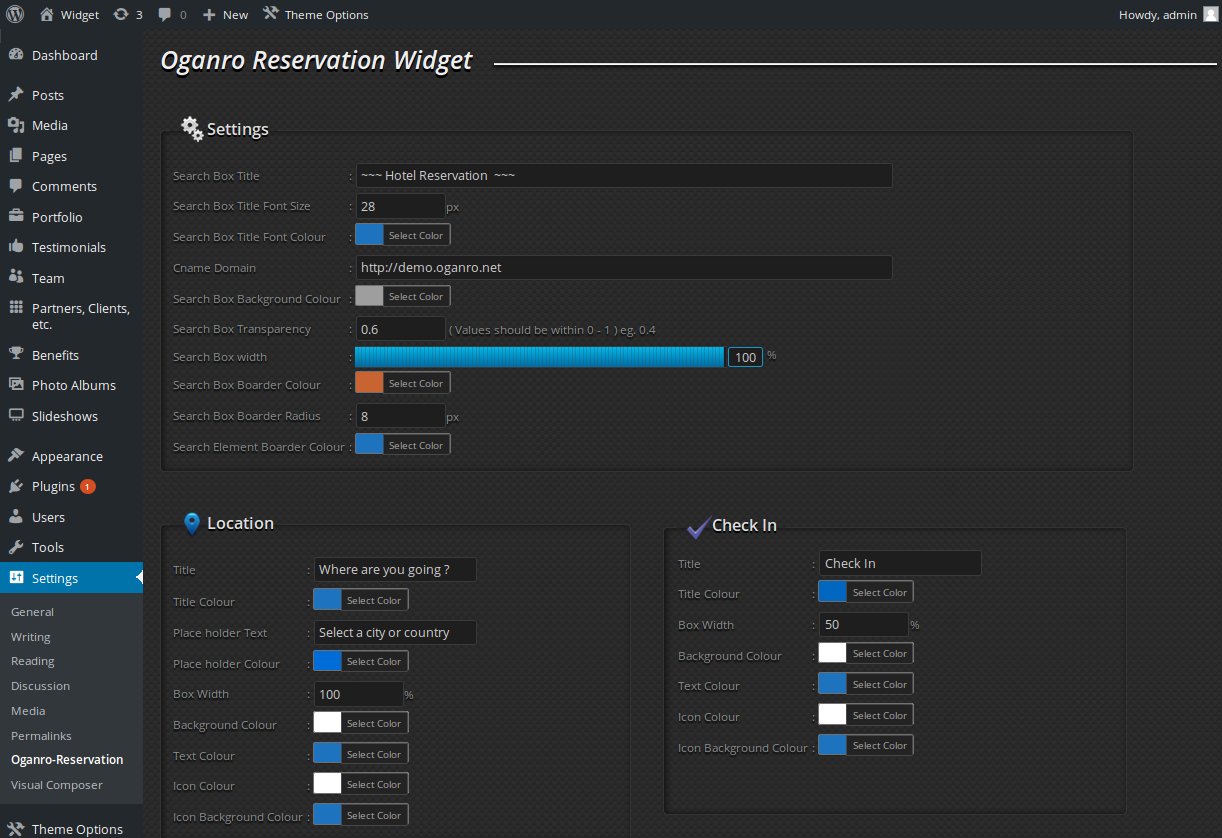 Widget 3 0 New Theme Options Howdy, admin
Dashboard
Posts
Media
Pages
Comments
Portfolio
Testimonials
Team
Partners, Clients,
etc.
Benefits
Photo Albums
Slideshows
Appearance
Plugins 1
Users
Tools
Settings
General
Writing
Reading
Discussion
Media
Permalinks
Oganro-Reservation
Visual Composer
Theme Options
Oganro Reservation Widget
Settings
Search Box Title : ~~~ Hotel Reservation ~~~
Search Box Title Font Size : 28 px
Search Box Title Font Colour : Select Color
Cname Domain : http://demo.oganro.net
Search Box Background Colour : Select Color
Search Box Transparency : 0.6 ( Values should be within 0 - 1 ) eg. 0.4
Search Box width : 100 %
Search Box Boarder Colour : Select Color
Search Box Boarder Radius : 8 px
Search Element Boarder Colour : Select Color
Location
Title : Where are you going ?
Title Colour : Select Color
Place holder Text : Select a city or country
Place holder Colour : Select Color
Box Width : 100 %
Background Colour : Select Color
Text Colour : Select Color
Icon Colour : Select Color
Icon Background Colour : Select Color
Check In
Title : Check In
Title Colour : Select Color
Box Width : 50 %
Background Colour : Select Color
Text Colour : Select Color
Icon Colour : Select Color
Icon Background Colour : Select Color